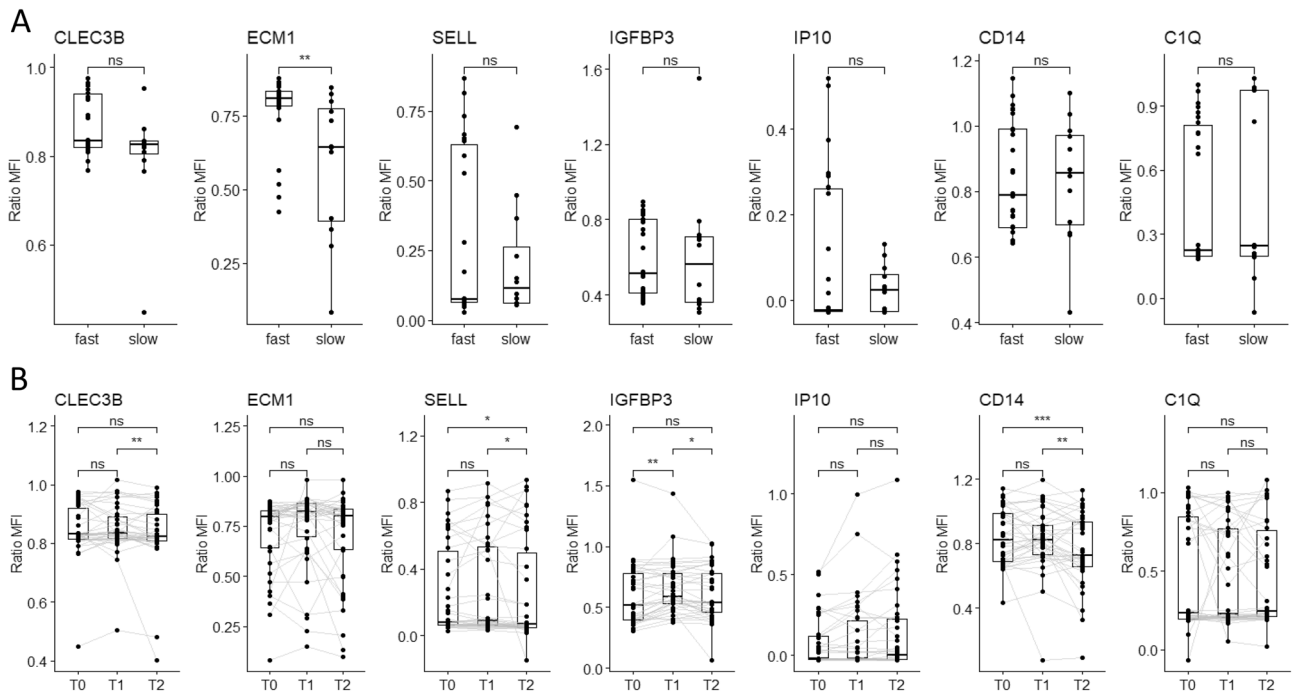 A
CLEC3B
ECM1
SELL
IGFBP3
IP10
CD14
C1Q
ns
**
ns
ns
ns
ns
ns
Ratio MFI
1.0
0.8
0.6
fast
slow
Ratio MFI
0.75
0.50
0.25
fast
slow
Ratio MFI
0.75
0.50
0.25
0.00
fast
slow
Ratio MFI
1.6
1.2
0.8
0.4
fast
slow
Ratio MFI
0.4
0.2
0.0
fast
slow
Ratio MFI
1.2
1.0
0.8
0.6
0.4
fast
slow
Ratio MFI
0.9
0.6
0.3
0.0
fast
slow
B
CLEC3B
ECM1
SELL
IGFBP3
IP10
CD14
C1Q
ns
**
ns
Ratio MFI
1.2
1.0
0.8
0.6
0.4
T0
T1
T2
ns
ns
ns
Ratio MFI
1.25
1.00
0.75
0.50
0.25
T0
T1
T2
*
*
ns
Ratio MFI
1.2
0.8
0.4
0.0
T0
T1
T2
ns
*
**
Ratio MFI
2.0
1.5
1.0
0.5
0.0
T0
T1
T2
ns
ns
ns
Ratio MFI
1.0
0.5
0.0
T0
T1
T2
***
**
ns
Ratio MFI
1.2
0.8
0.4
T0
T1
T2
ns
ns
ns
Ratio MFI
1.0
0.5
0.0
T0
T1
T2